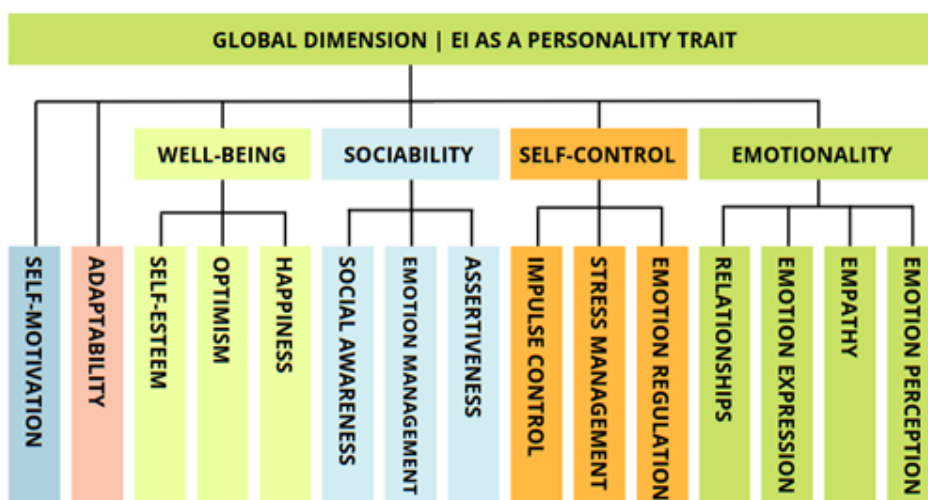 GLOBAL DIMENSION | EI AS A PERSONALITY TRAIT
WELL-BEING
SOCIABILITY
SELF-CONTROL
EMOTIONALITY
SELF-MOTIVATION
ADAPTABILITY
SELF-ESTEEM
OPTIMISM
HAPPINESS
SOCIAL AWARENESS
EMOTION MANAGEMENT
ASSERTIVENESS
IMPULSE CONTROL
STRESS MANAGEMENT
EMOTION REGULATION
RELATIONSHIPS
EMOTION EXPRESSION
EMPATHY
EMOTION PERCEPTION